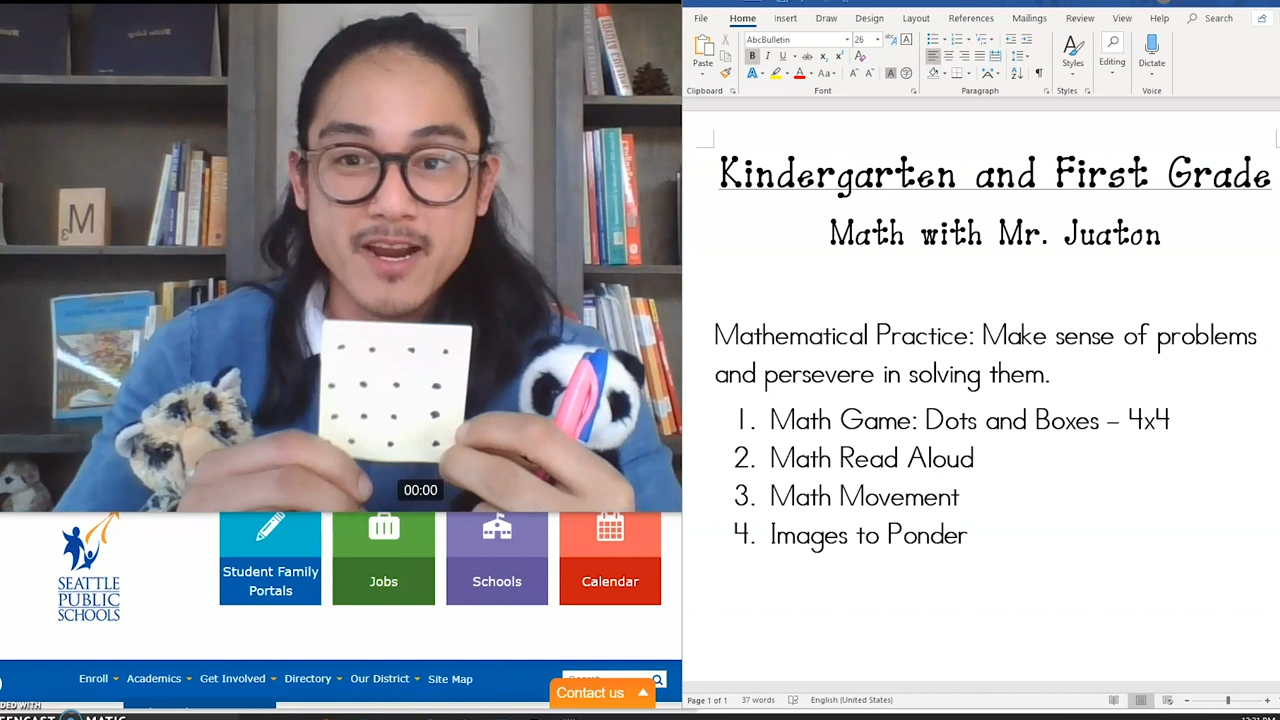 File Home Insert Draw Design Layout References Mailings Review View Help Search
AbcBulletin 26
Paste Styles Editing Dictate
Clipboard Font Paragraph Styles Voice
Kindergarten and First Grade
Math with Mr. Juaton
Mathematical Practice: Make sense of problems
and persevere in solving them.
1. Math Game: Dots and Boxes – 4x4
2. Math Read Aloud
3. Math Movement
4. Images to Ponder
M
3
00:00
SEATTLE
PUBLIC
SCHOOLS
Student Family
Portals
Jobs
Schools
Calendar
Enroll Academics Get Involved Directory Our District Site Map
Contact us
Page 1 of 1 37 words English (United States)